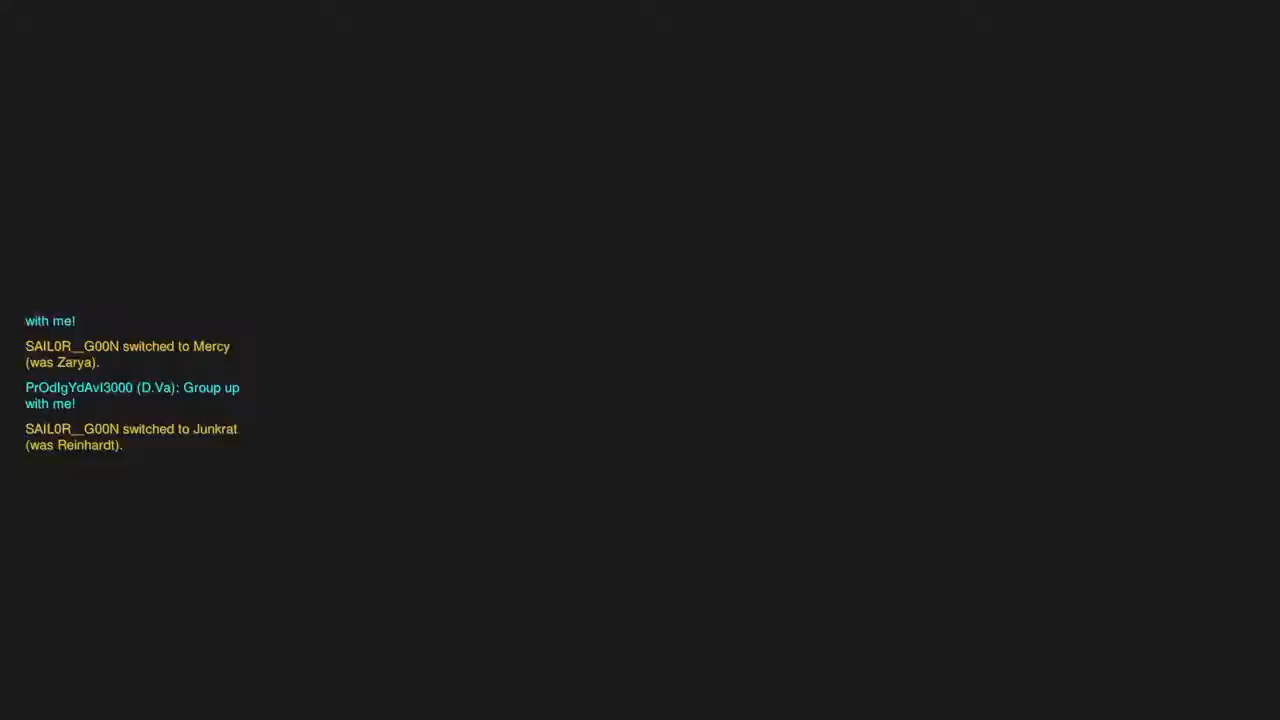 with me!
SAIL0R__G00N switched to Mercy
(was Zarya).
PrOdIgYdAvI3000 (D.Va): Group up
with me!
SAIL0R__G00N switched to Junkrat
(was Reinhardt).